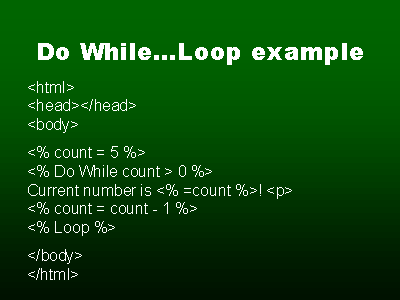 Do While...Loop example
<html>
<head></head>
<body>
<% count = 5 %>
<% Do While count > 0 %>
Current number is <% =count %>! <p>
<% count = count - 1 %>
<% Loop %>
</body>
</html>